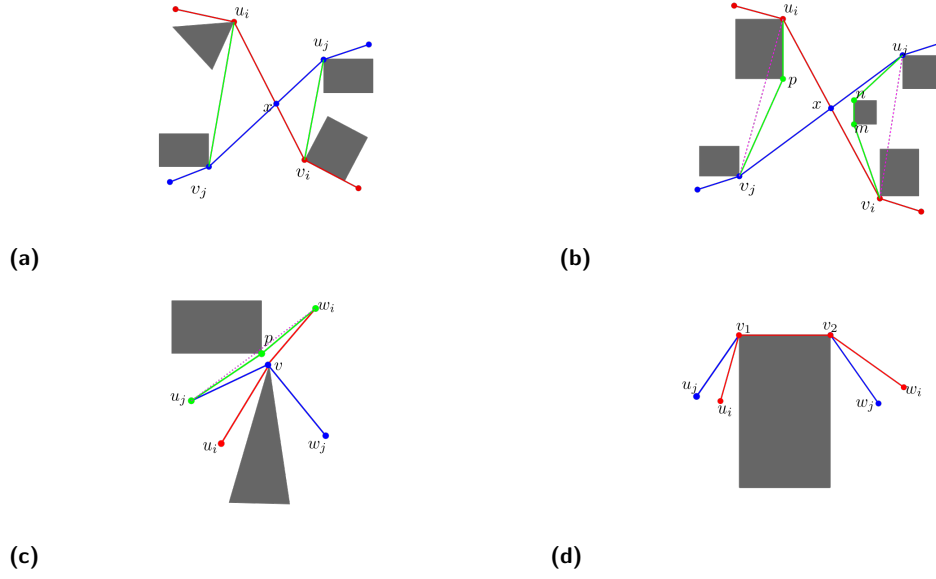 u_i
u_j
x
v_i
v_j
(a)
u_i
u_j
p
n
x
m
v_j
v_i
(b)
w_i
p
v
u_j
u_i
w_j
(c)
v_1
v_2
u_j
u_i
w_j
w_i
(d)